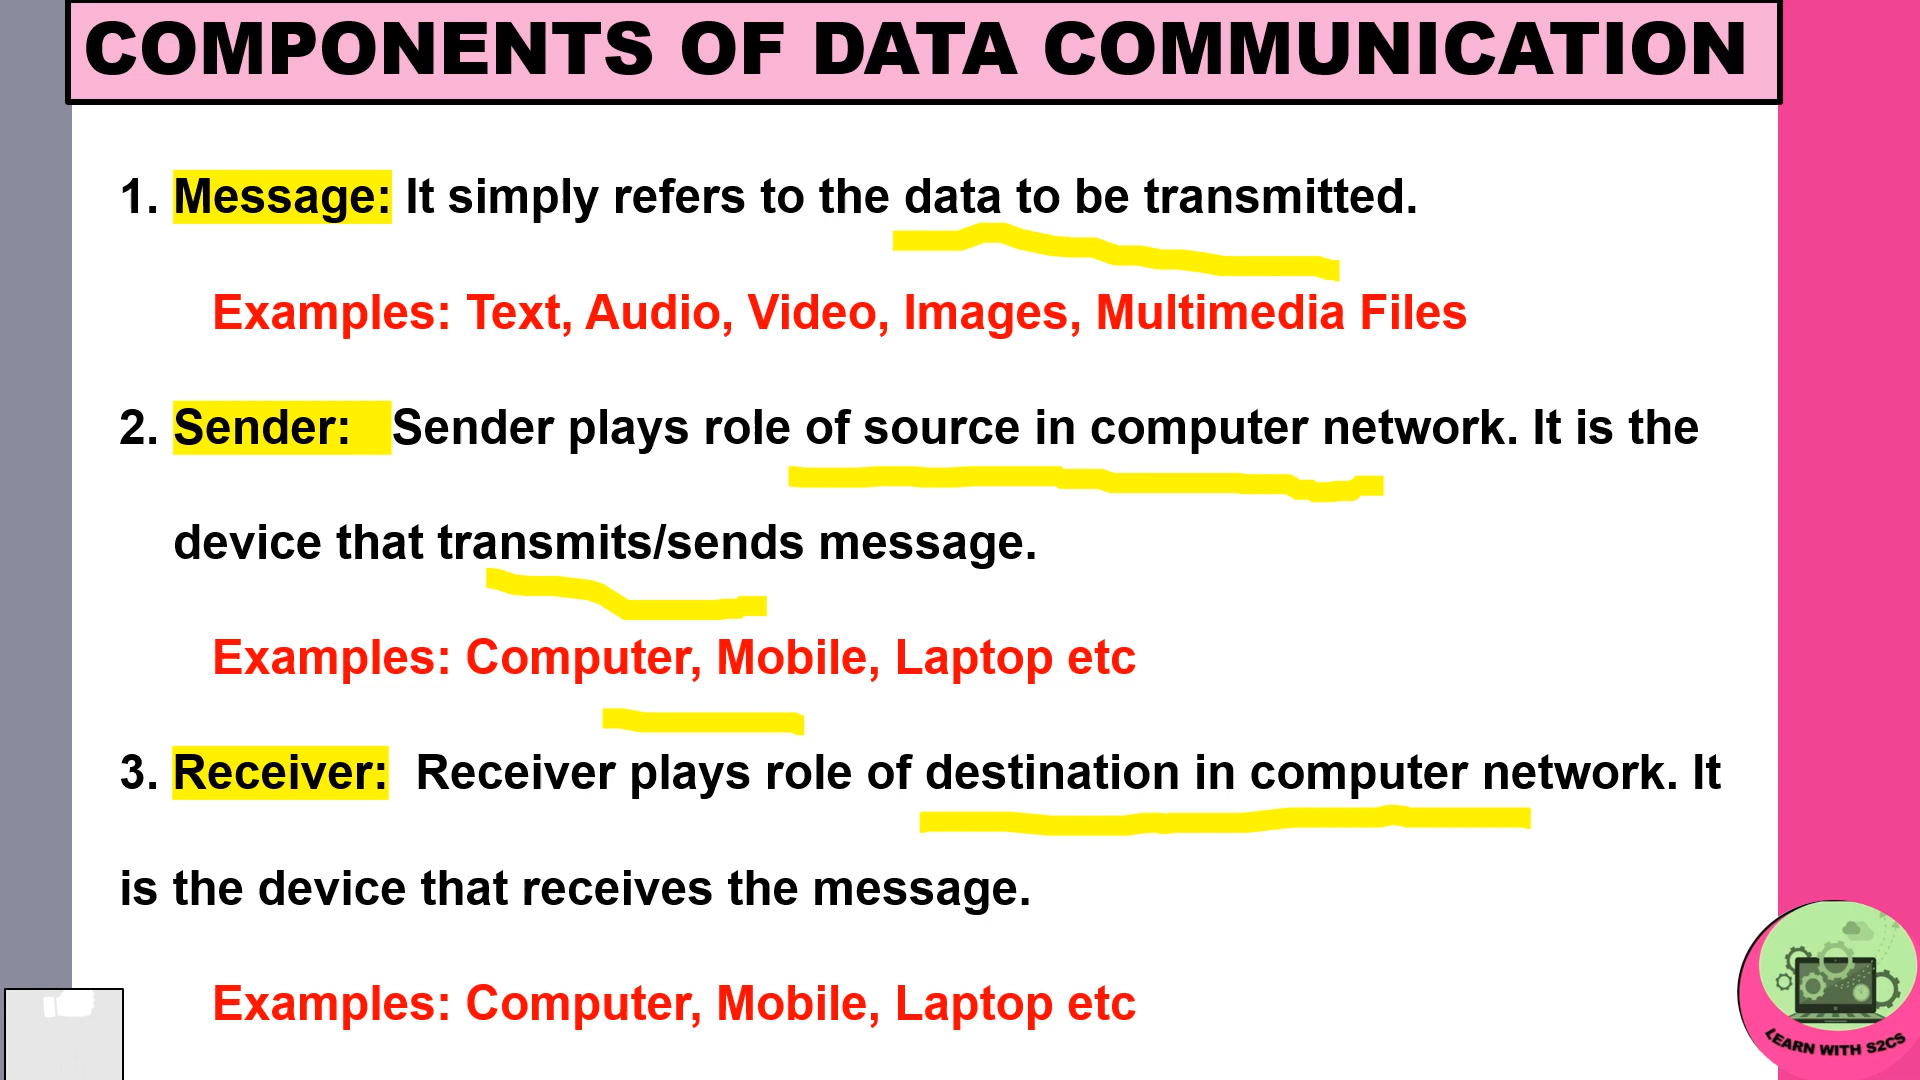 COMPONENTS OF DATA COMMUNICATION
1. Message: It simply refers to the data to be transmitted.
Examples: Text, Audio, Video, Images, Multimedia Files
2. Sender: Sender plays role of source in computer network. It is the
device that transmits/sends message.
Examples: Computer, Mobile, Laptop etc
3. Receiver: Receiver plays role of destination in computer network. It
is the device that receives the message.
Examples: Computer, Mobile, Laptop etc
LEARN WITH S2CS